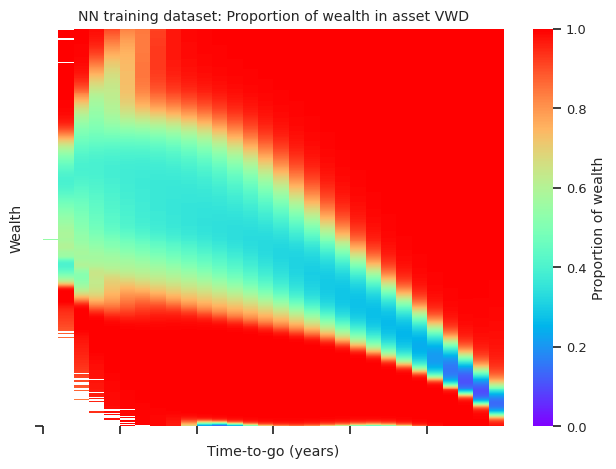 NN training dataset: Proportion of wealth in asset VWD
Wealth
Time-to-go (years)
1.0
0.8
0.6
0.4
0.2
0.0
Proportion of wealth